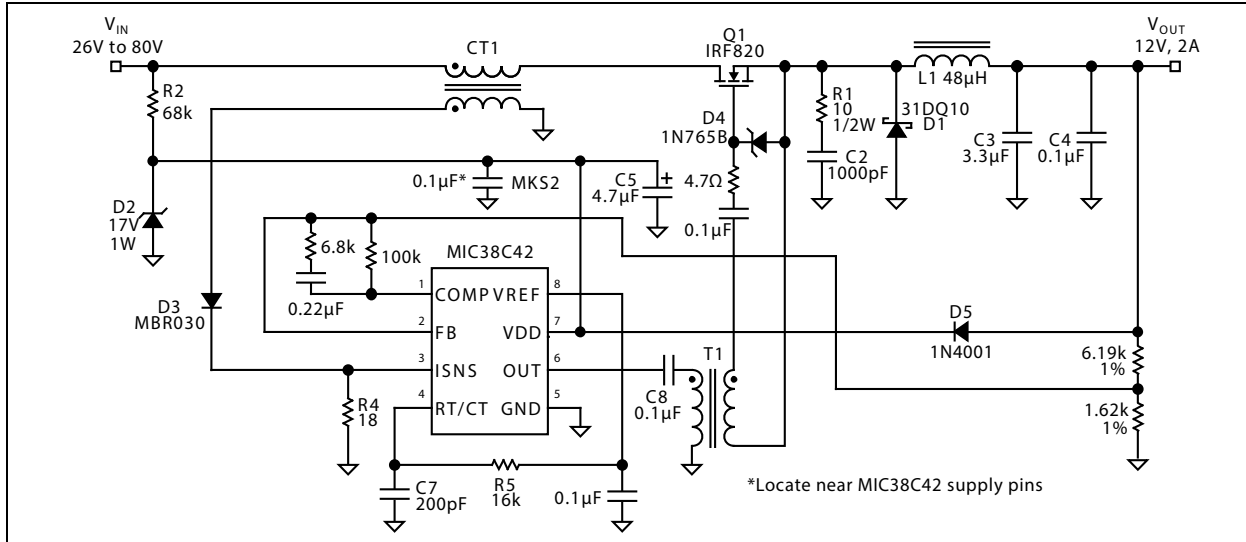 VIN
26V to 80V
CT1
Q1
IRF820
VOUT
12V, 2A
R2
68k
L1 48µH
R1
10
1/2W
31DQ10
D1
D4
1N765B
C3
3.3µF
C4
0.1µF
C2
1000pF
0.1µF*
MKS2
C5
4.7µF
+
4.7Ω
0.1µF
D2
17V
1W
6.8k
100k
0.22µF
MIC38C42
1
COMP
VREF
8
2
FB
VDD
7
3
ISNS
OUT
6
4
RT/CT
GND
5
D3
MBR030
D5
1N4001
T1
6.19k
1%
1.62k
1%
C8
0.1µF
R4
18
C7
200pF
R5
16k
0.1µF
*Locate near MIC38C42 supply pins